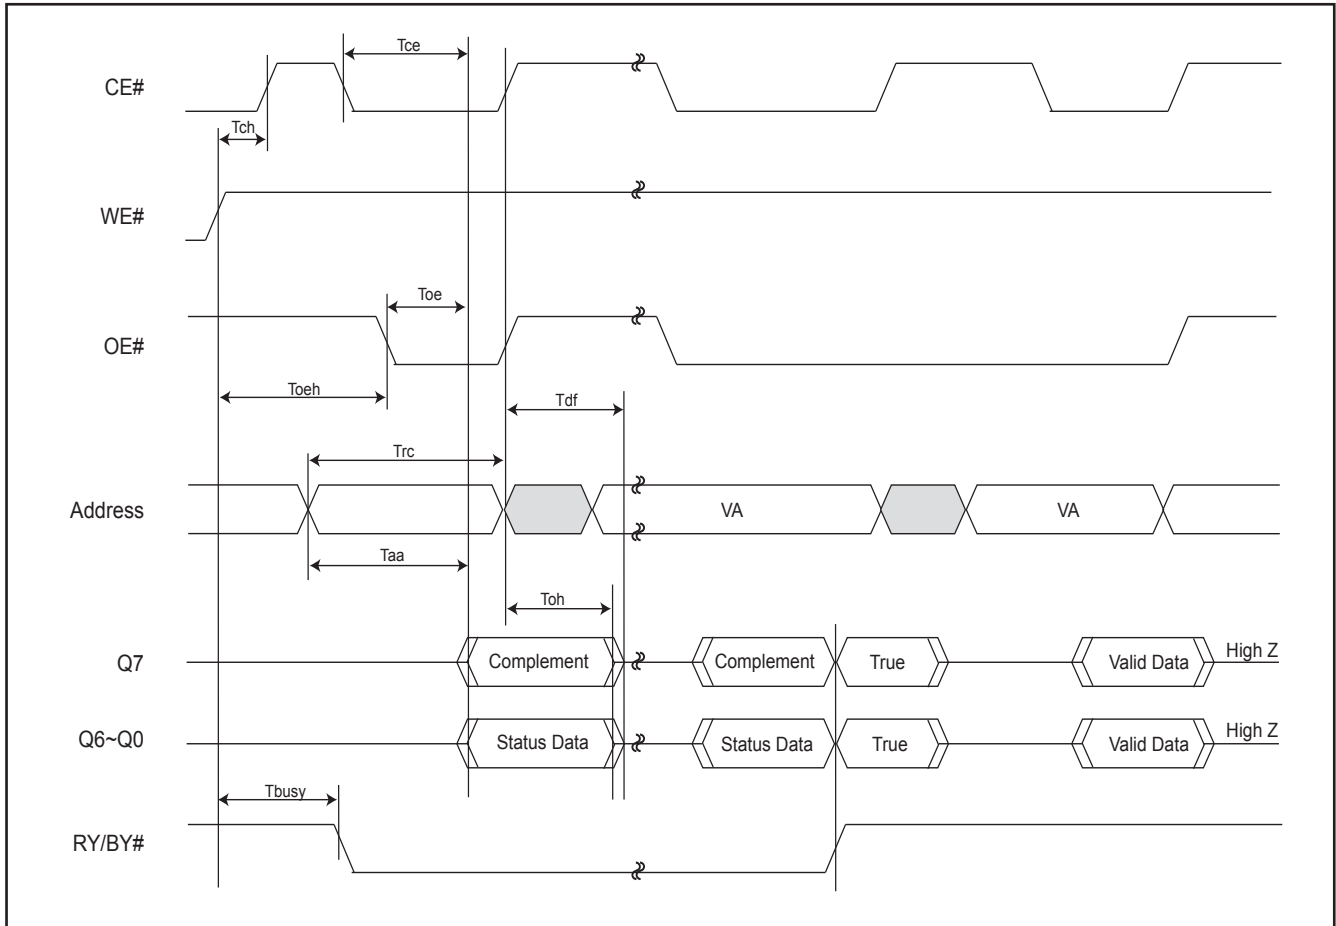 Tce
CE#
Tch
WE#
Toe
OE#
Toeh
Tdf
Trc
Address
VA
VA
Taa
Toh
Q7
Complement
Complement
True
Valid Data
High Z
Q6~Q0
Status Data
Status Data
True
Valid Data
High Z
Tbusy
RY/BY#